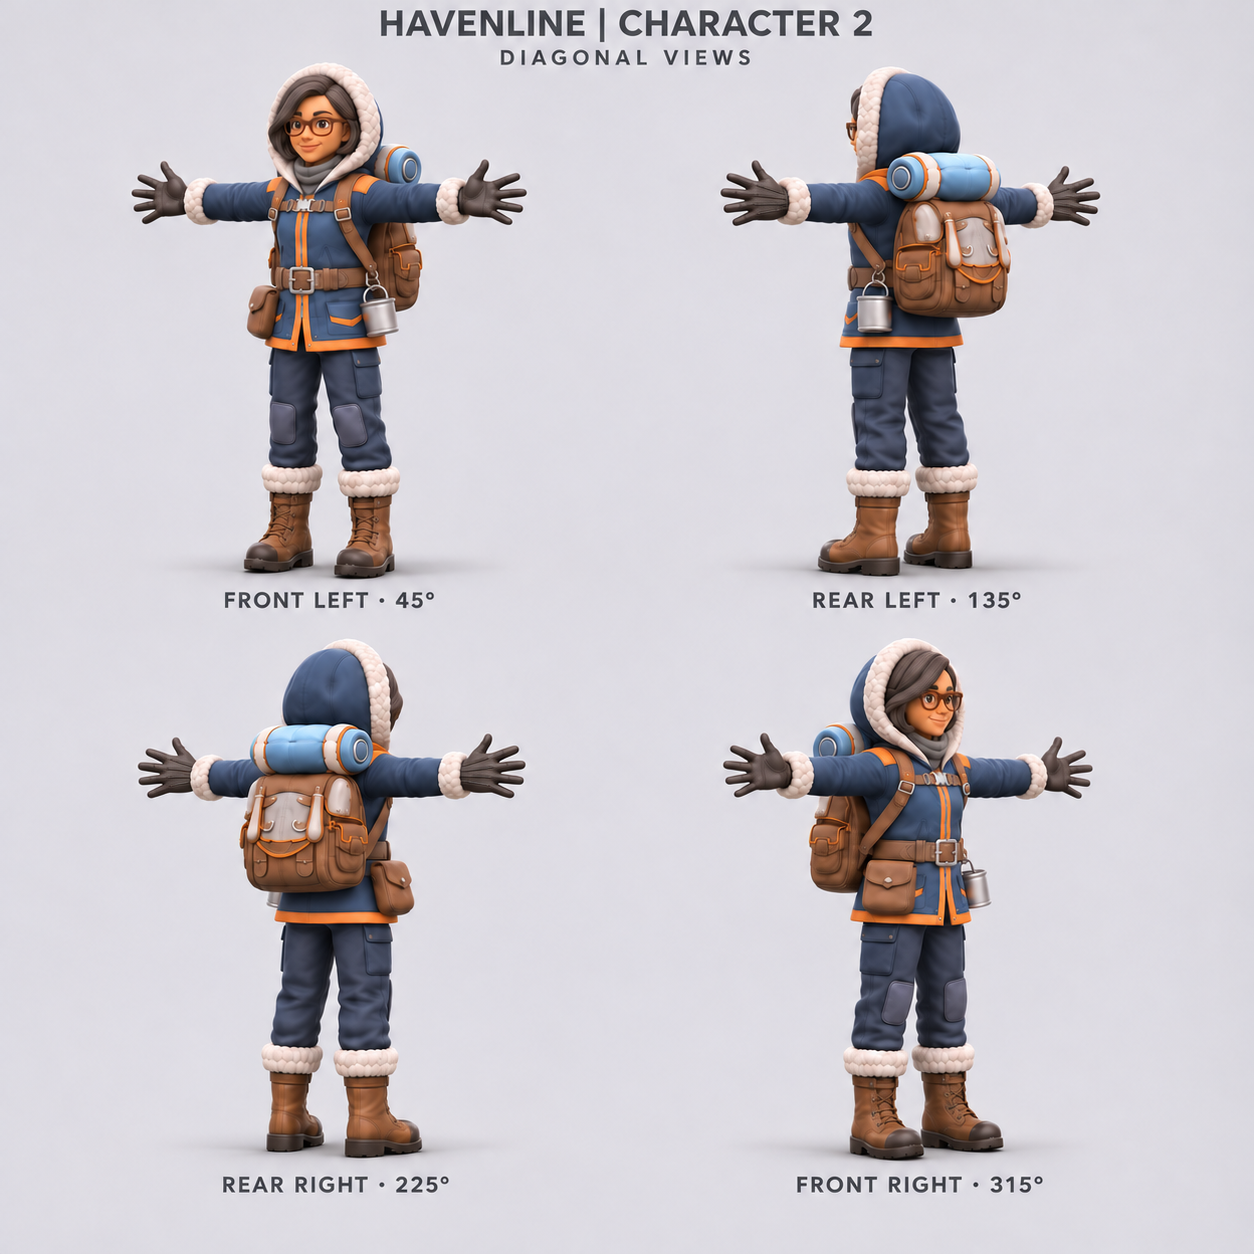 HAVENLINE | CHARACTER 2
DIAGONAL VIEWS
FRONT LEFT • 45°
REAR LEFT • 135°
REAR RIGHT • 225°
FRONT RIGHT • 315°